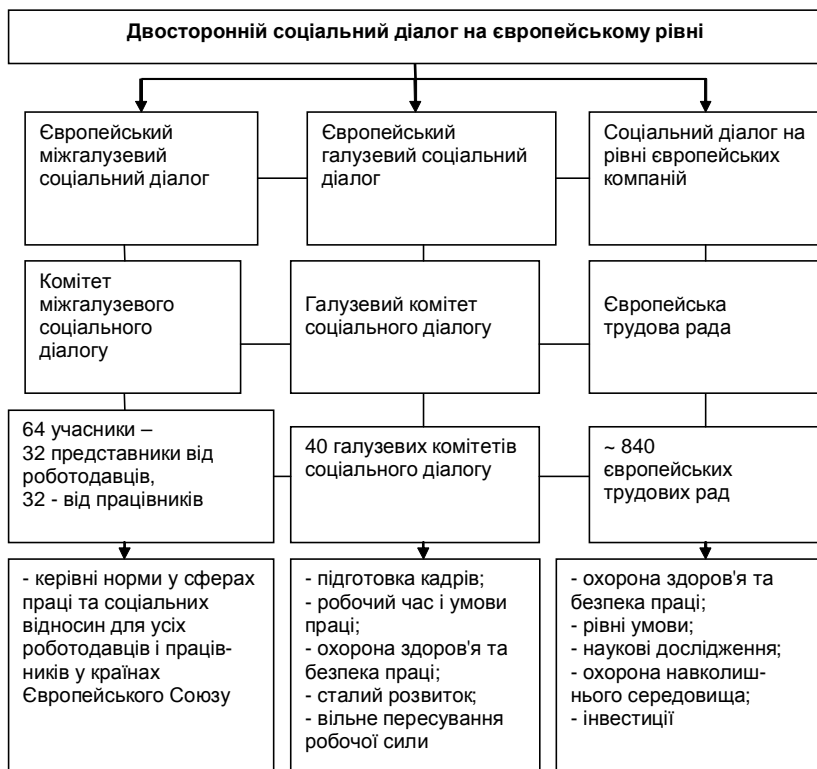 Двосторонній соціальний діалог на європейському рівні
Європейський
міжгалузевий
соціальний діалог
Європейський
галузевий соціальний
діалог
Соціальний діалог на
рівні європейських
компаній
Комітет
міжгалузевого
соціального
діалогу
Галузевий комітет
соціального діалогу
Європейська
трудова рада
64 учасники –
32 представники від
роботодавців,
32 - від працівників
40 галузевих комітетів
соціального діалогу
~ 840
європейських
трудових рад
- керівні норми у сферах
праці та соціальних
відносин для усіх
роботодавців і праців-
ників у країнах
Європейського Союзу
- підготовка кадрів;
- робочий час і умови
праці;
- охорона здоров'я та
безпека праці;
- сталий розвиток;
- вільне пересування
робочої сили
- охорона здоров'я та
безпека праці;
- рівні умови;
- наукові дослідження;
- охорона навколиш-
нього середовища;
- інвестиції